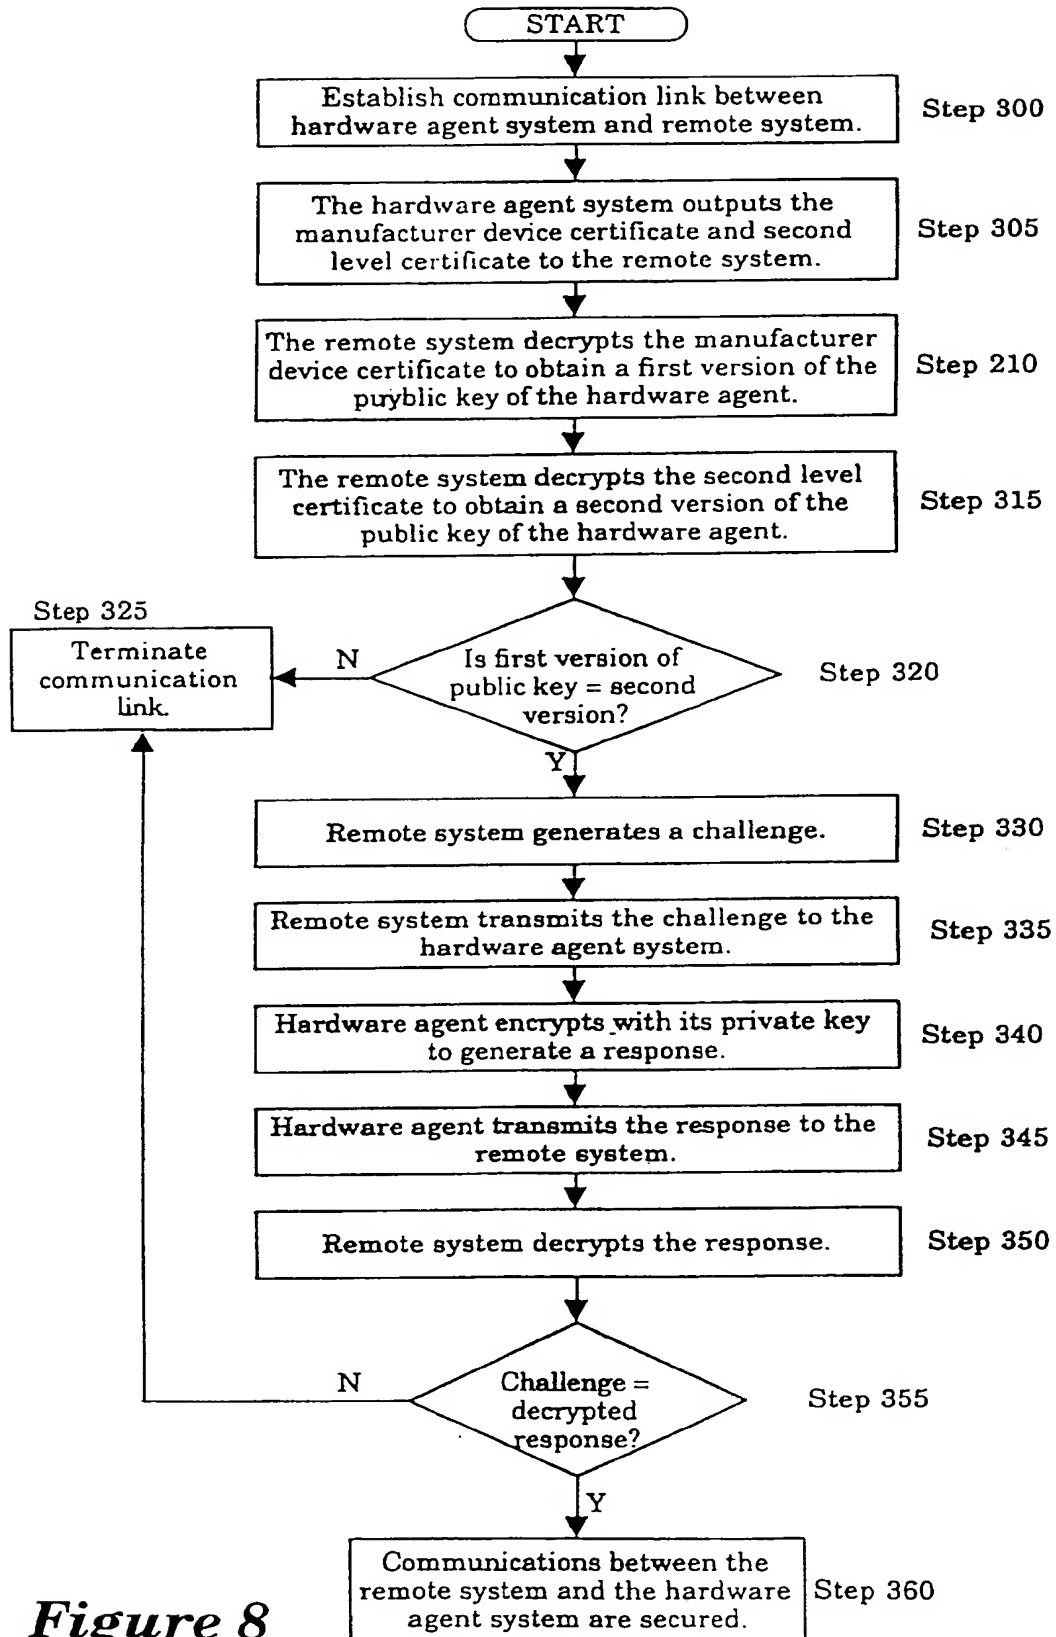 START
Establish communication link between
hardware agent system and remote system.
Step 300
The hardware agent system outputs the
manufacturer device certificate and second
level certificate to the remote system.
Step 305
The remote system decrypts the manufacturer
device certificate to obtain a first version of the
puyblic key of the hardware agent.
Step 210
The remote system decrypts the second level
certificate to obtain a second version of the
public key of the hardware agent.
Step 315
Step 325
Terminate
communication
link.
N
Is first version of
public key = second
version?
Step 320
Y
Remote system generates a challenge.
Step 330
Remote system transmits the challenge to the
hardware agent system.
Step 335
Hardware agent encrypts with its private key
to generate a response.
Step 340
Hardware agent transmits the response to the
remote system.
Step 345
Remote system decrypts the response.
Step 350
N
Challenge =
decrypted
response?
Step 355
Y
Communications between the
remote system and the hardware
agent system are secured.
Step 360
Figure 8